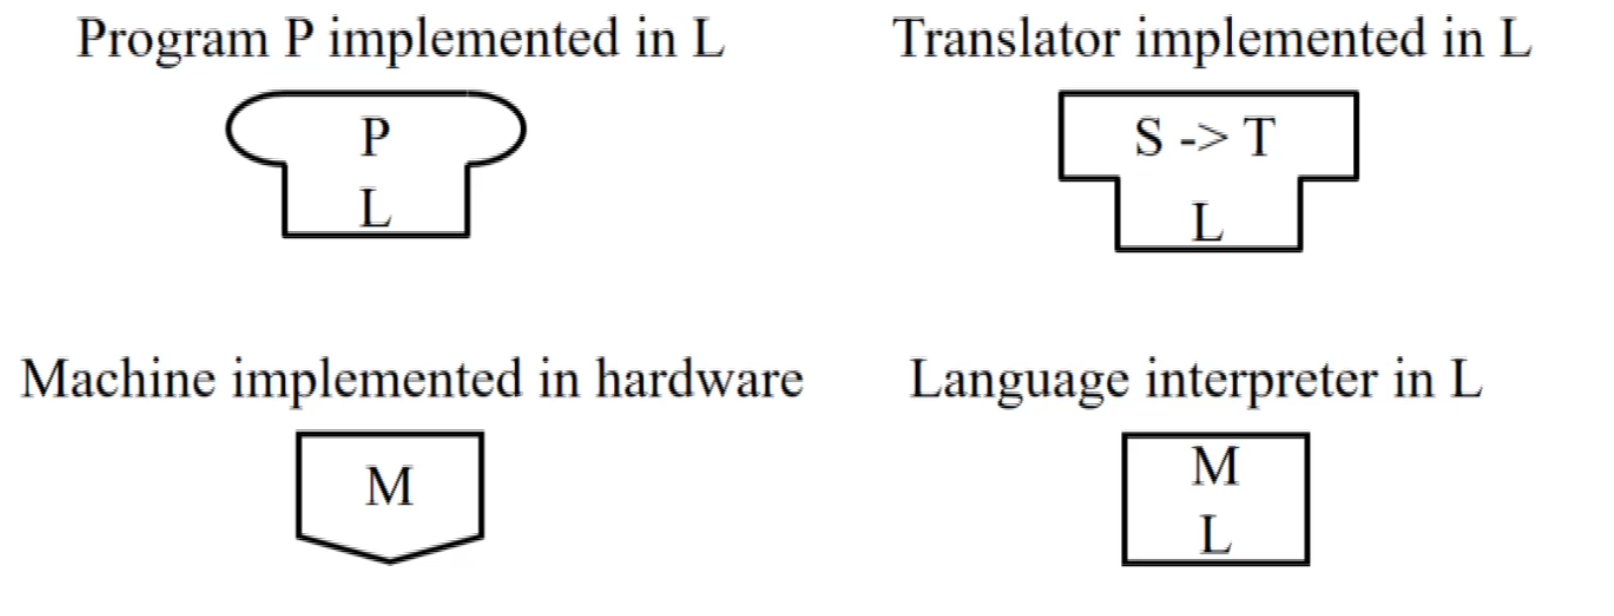 Program P implemented in L
P
L
Translator implemented in L
S -> T
L
Machine implemented in hardware
M
Language interpreter in L
M
L